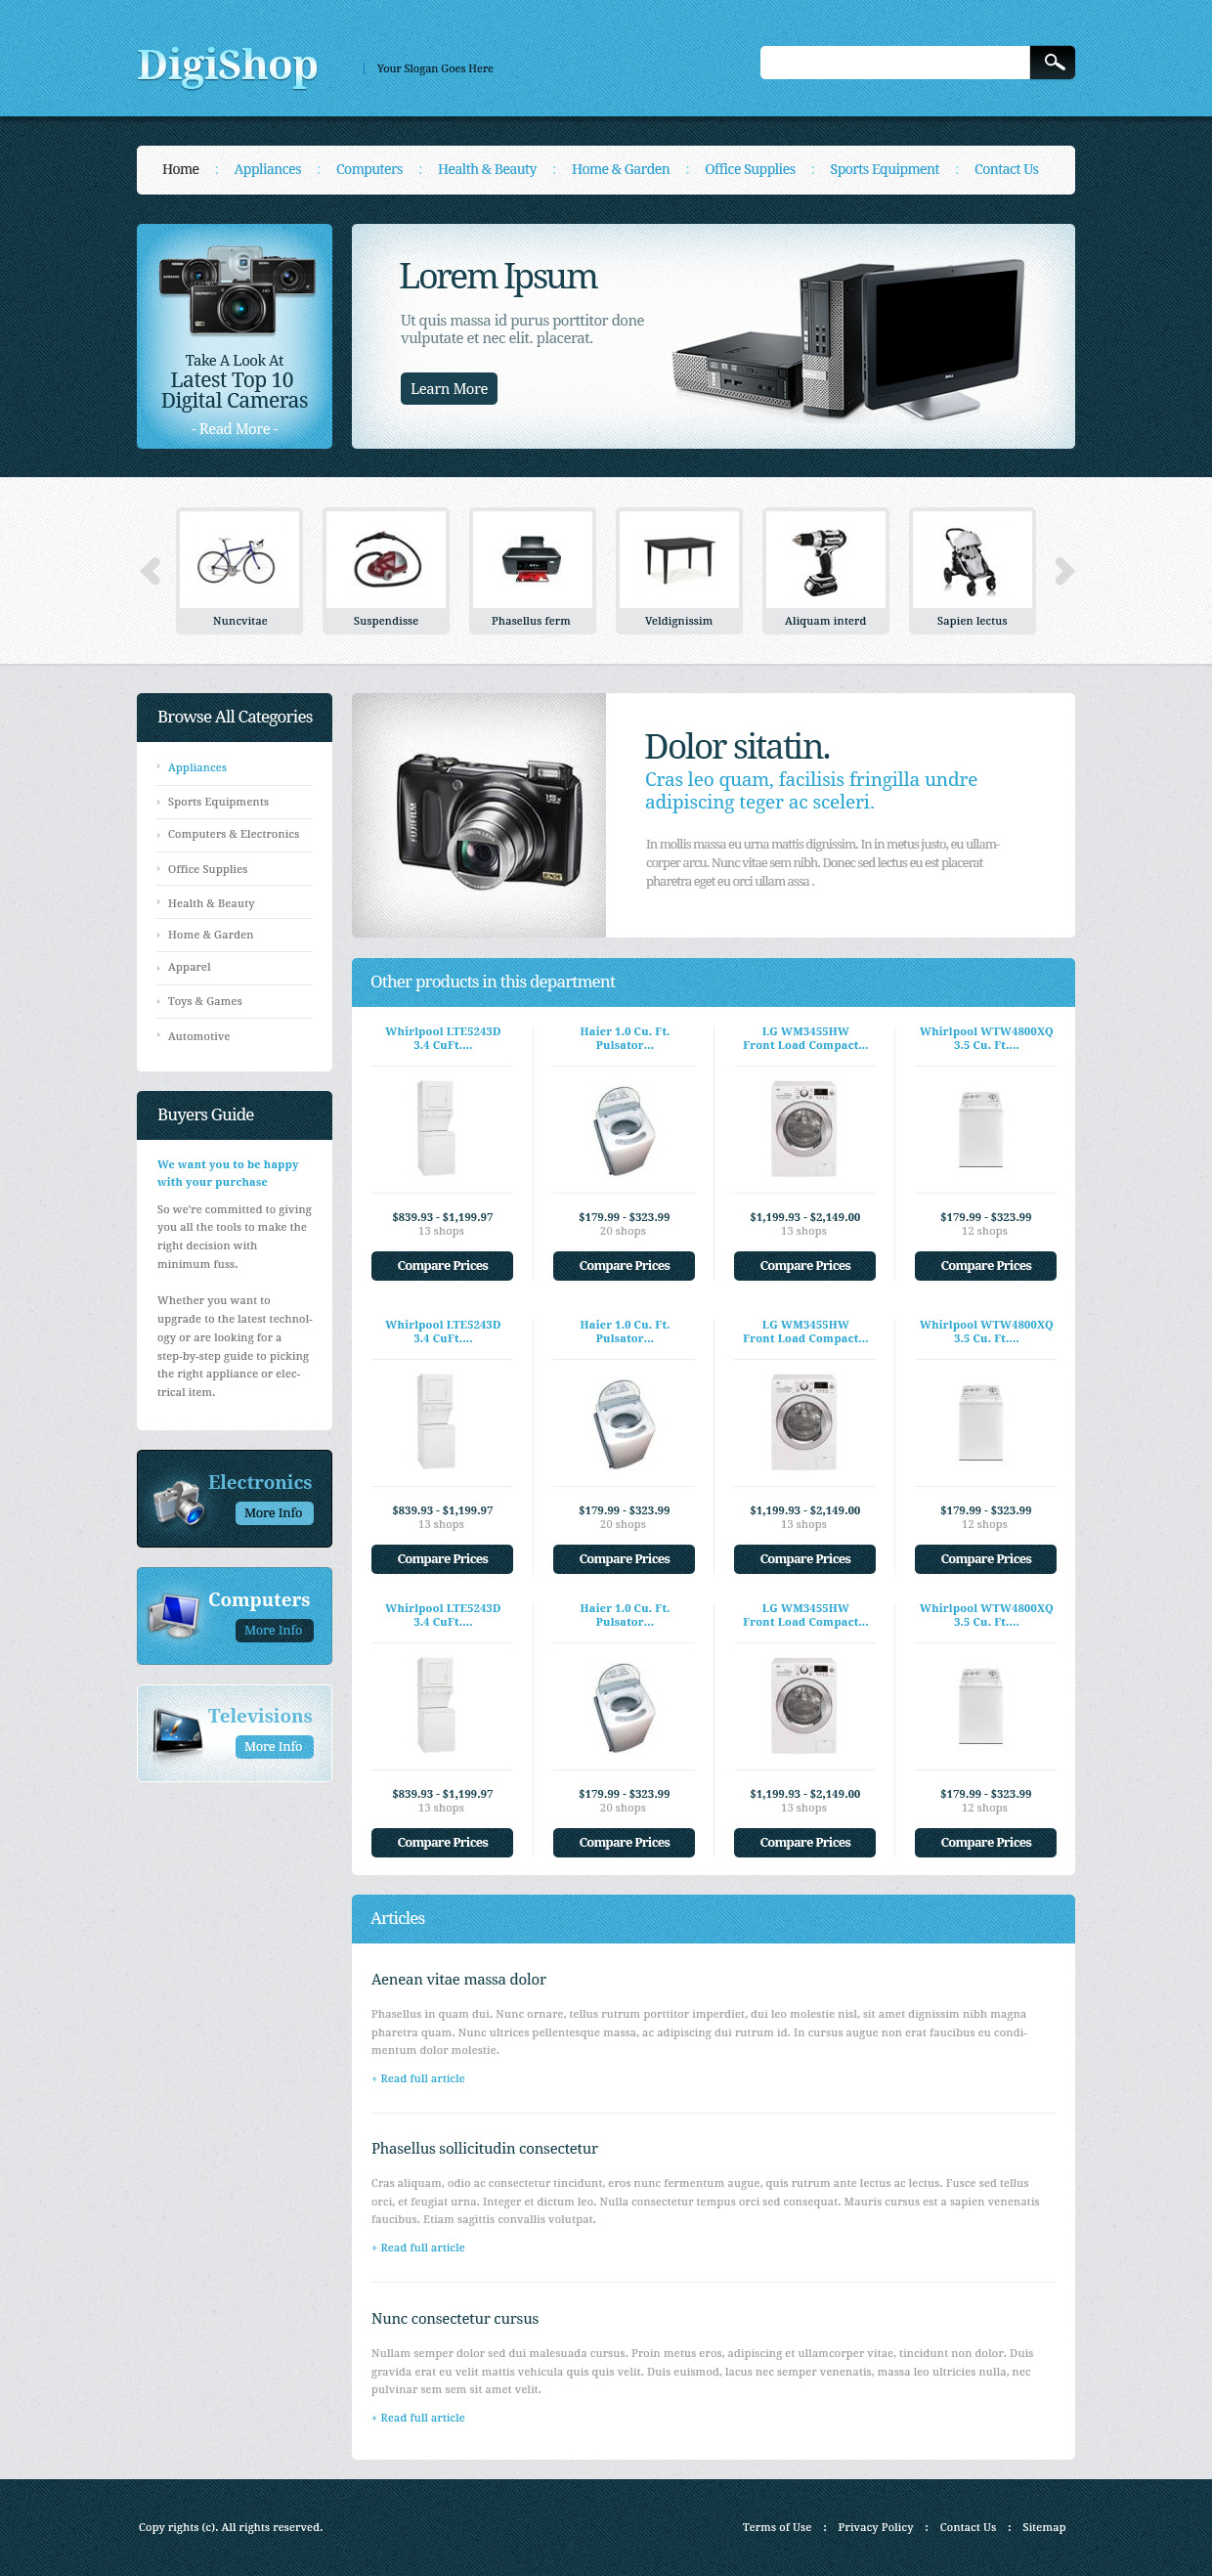 DigiShop
Your Slogan Goes Here
Home : Appliances : Computers : Health & Beauty : Home & Garden : Office Supplies : Sports Equipment : Contact Us
Take A Look At
Latest Top 10
Digital Cameras
- Read More -
Lorem Ipsum
Ut quis massa id purus porttitor done
vulputate et nec elit. placerat.
Learn More
DELL
Nuncvitae
Suspendisse
Phasellus ferm
Veldignissim
Aliquam interd
Sapien lectus
Browse All Categories
Appliances
Sports Equipments
Computers & Electronics
Office Supplies
Health & Beauty
Home & Garden
Apparel
Toys & Games
Automotive
Buyers Guide
We want you to be happy
with your purchase
So we're committed to giving
you all the tools to make the
right decision with
minimum fuss.
Whether you want to
upgrade to the latest technol-
ogy or are looking for a
step-by-step guide to picking
the right appliance or elec-
trical item.
Electronics
More Info
Computers
More Info
Televisions
More Info
FUJIFILM
15x
Dolor sitatin.
Cras leo quam, facilisis fringilla undre
adipiscing teger ac sceleri.
In mollis massa eu urna mattis dignissim. In in metus justo, eu ullam-
corper arcu. Nunc vitae sem nibh. Donec sed lectus eu est placerat
pharetra eget eu orci ullam assa .
Other products in this department
Whirlpool LTE5243D
3.4 CuFt....
Haier 1.0 Cu. Ft.
Pulsator...
LG WM3455HW
Front Load Compact...
Whirlpool WTW4800XQ
3.5 Cu. Ft....
$839.93 - $1,199.97
13 shops
$179.99 - $323.99
20 shops
$1,199.93 - $2,149.00
13 shops
$179.99 - $323.99
12 shops
Compare Prices
Compare Prices
Compare Prices
Compare Prices
Whirlpool LTE5243D
3.4 CuFt....
Haier 1.0 Cu. Ft.
Pulsator...
LG WM3455HW
Front Load Compact...
Whirlpool WTW4800XQ
3.5 Cu. Ft....
$839.93 - $1,199.97
13 shops
$179.99 - $323.99
20 shops
$1,199.93 - $2,149.00
13 shops
$179.99 - $323.99
12 shops
Compare Prices
Compare Prices
Compare Prices
Compare Prices
Whirlpool LTE5243D
3.4 CuFt....
Haier 1.0 Cu. Ft.
Pulsator...
LG WM3455HW
Front Load Compact...
Whirlpool WTW4800XQ
3.5 Cu. Ft....
$839.93 - $1,199.97
13 shops
$179.99 - $323.99
20 shops
$1,199.93 - $2,149.00
13 shops
$179.99 - $323.99
12 shops
Compare Prices
Compare Prices
Compare Prices
Compare Prices
Articles
Aenean vitae massa dolor
Phasellus in quam dui. Nunc ornare, tellus rutrum porttitor imperdiet, dui leo molestie nisl, sit amet dignissim nibh magna
pharetra quam. Nunc ultrices pellentesque massa, ac adipiscing dui rutrum id. In cursus augue non erat faucibus eu condi-
mentum dolor molestie.
+ Read full article
Phasellus sollicitudin consectetur
Cras aliquam, odio ac consectetur tincidunt, eros nunc fermentum augue, quis rutrum ante lectus ac lectus. Fusce sed tellus
orci, et feugiat urna. Integer et dictum leo. Nulla consectetur tempus orci sed consequat. Mauris cursus est a sapien venenatis
faucibus. Etiam sagittis convallis volutpat.
+ Read full article
Nunc consectetur cursus
Nullam semper dolor sed dui malesuada cursus. Proin metus eros, adipiscing et ullamcorper vitae, tincidunt non dolor. Duis
gravida erat eu velit mattis vehicula quis quis velit. Duis euismod, lacus nec semper venenatis, massa leo ultricies nulla, nec
pulvinar sem sem sit amet velit.
+ Read full article
Copy rights (c). All rights reserved.
Terms of Use : Privacy Policy : Contact Us : Sitemap